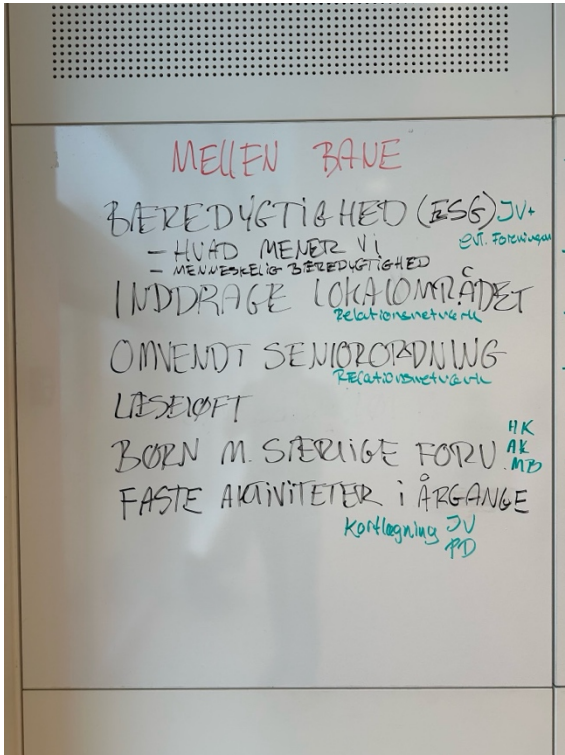 MELLEM BANE
BÆREDYGTIGHED (ESG) JV+
evt. Foreningen
- HVAD MENER VI
- MENNESKELIG BÆREDYGTIGHED
INDDRAGE LOKALOMRÅDET
Relationsnetværk
OMVENDT SENIORORDNING
RElationsnetværk
LÆSELØFT
BØRN M. SÆRLIGE FORU.
HK
AK
MB
FASTE AKTIVITETER i ÅRGANGE
Kortlægning JV
PD